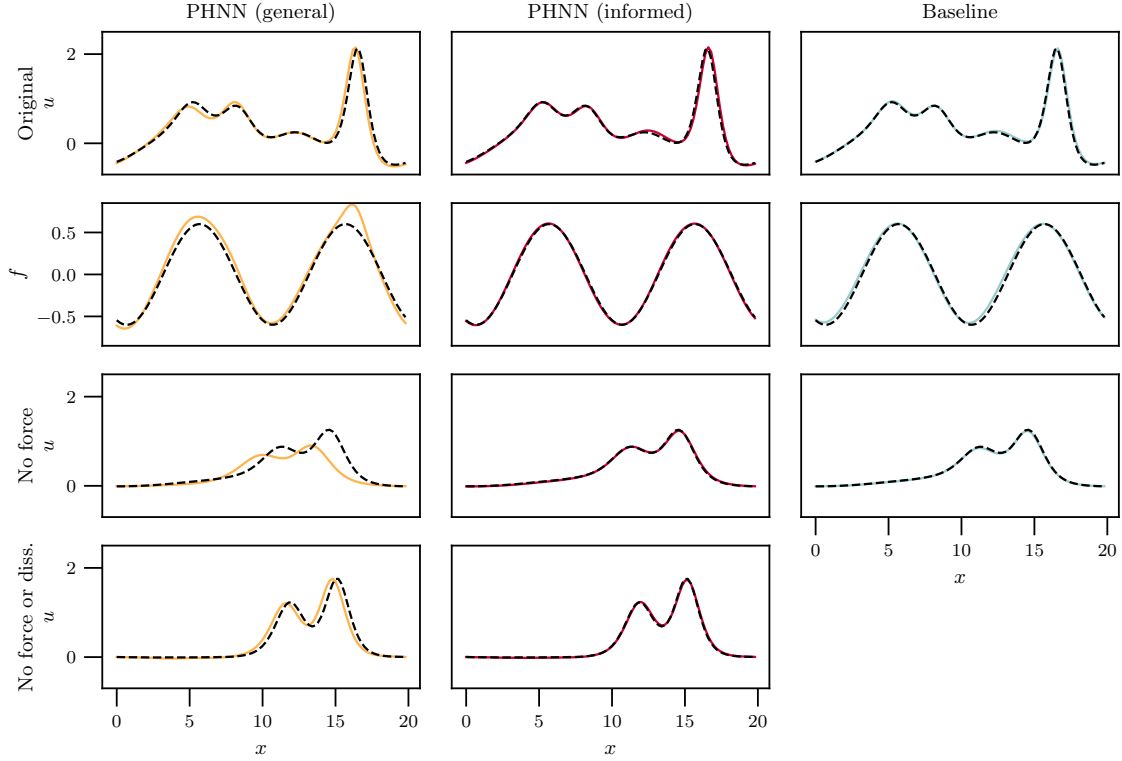 PHNN (general)
PHNN (informed)
Baseline
Original
u
2
0
f
0.5
0.0
−0.5
No force
u
2
0
0
5
10
15
20
x
No force or diss.
u
2
0
0
5
10
15
20
x
0
5
10
15
20
x